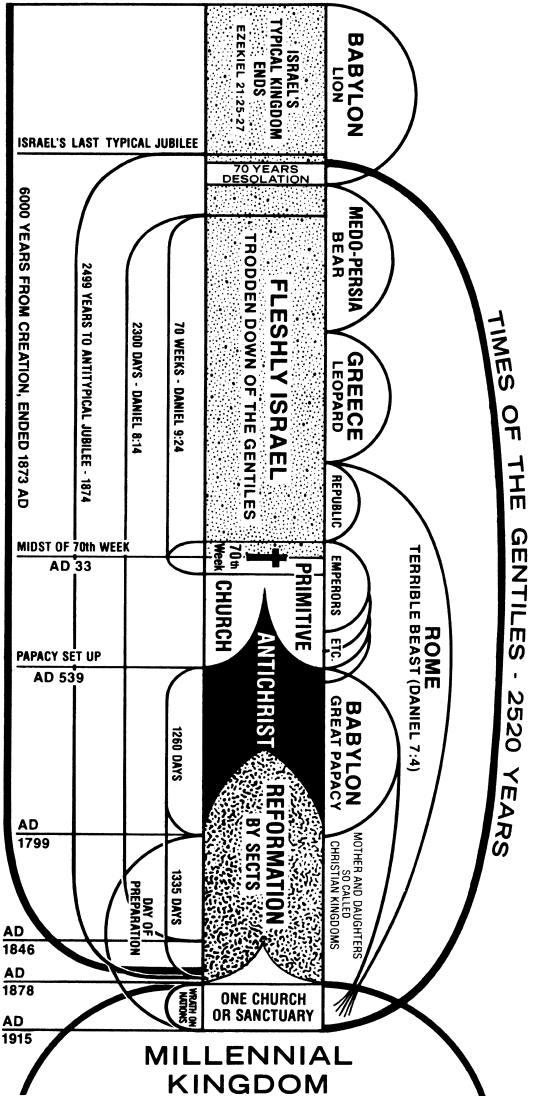 BABYLON
LION
ISRAEL'S
TYPICAL KINGDOM
ENDS
EZEKIEL 21:25-27
ISRAEL'S LAST TYPICAL JUBILEE
70 YEARS
DESOLATION
6000 YEARS FROM CREATION, ENDED 1873 AD
2499 YEARS TO ANTITYPICAL JUBILEE - 1874
2300 DAYS - DANIEL 8:14
70 WEEKS - DANIEL 9:24
FLESHLY ISRAEL
TRODDEN DOWN OF THE GENTILES
MEDO-PERSIA
BEAR
GREECE
LEOPARD
REPUBLIC
TIMES OF THE GENTILES - 2520 YEARS
MIDST OF 70th WEEK
AD 33
70th
Week
PRIMITIVE
CHURCH
EMPERORS
ETC.
ROME
TERRIBLE BEAST (DANIEL 7:4)
PAPACY SET UP
AD 539
ANTICHRIST
BABYLON
GREAT PAPACY
1260 DAYS
AD
1799
REFORMATION
BY SECTS
MOTHER AND DAUGHTERS
SO CALLED
CHRISTIAN KINGDOMS
1335 DAYS
DAY OF
PREPARATION
AD
1846
AD
1878
WRATH ON
NATIONS
ONE CHURCH
OR SANCTUARY
AD
1915
MILLENNIAL
KINGDOM